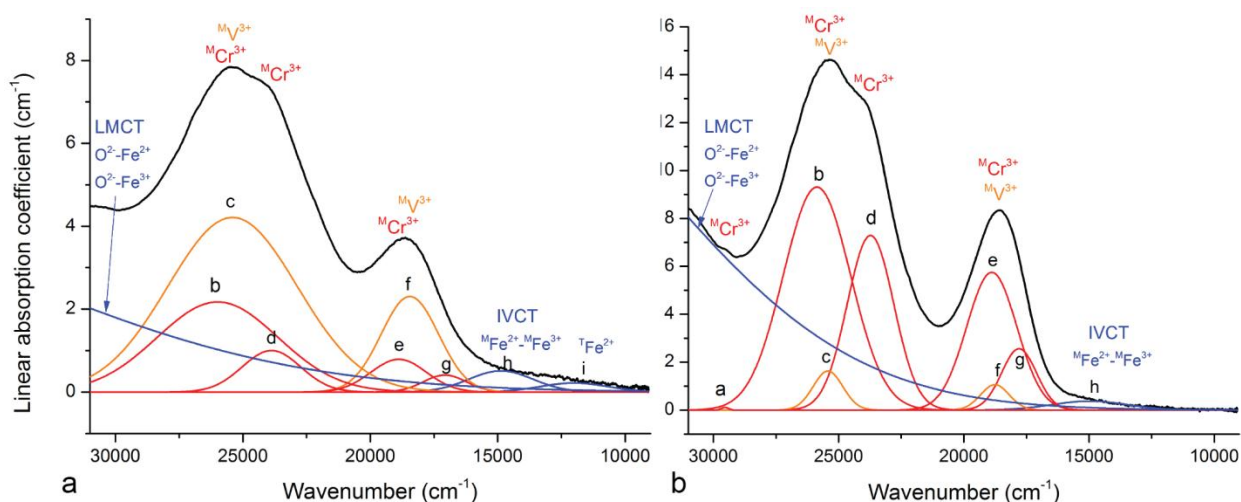 Linear absorption coefficient (cm⁻¹)
8
6
4
2
0
ᴹV³⁺
ᴹCr³⁺
ᴹCr³⁺
LMCT
O²⁻-Fe²⁺
O²⁻-Fe³⁺
c
b
d
ᴹV³⁺
ᴹCr³⁺
f
e
g
IVCT
ᴹFe²⁺-ᴹFe³⁺
h
ᵀFe²⁺
i
30000 25000 20000 15000 10000
a Wavenumber (cm⁻¹)
16
14
12
10
8
6
4
2
0
ᴹCr³⁺
ᴹV³⁺
ᴹCr³⁺
LMCT
O²⁻-Fe²⁺
O²⁻-Fe³⁺
ᴹCr³⁺
a
b
c
d
ᴹCr³⁺
ᴹV³⁺
e
f
g
IVCT
ᴹFe²⁺-ᴹFe³⁺
h
30000 25000 20000 15000 10000
b Wavenumber (cm⁻¹)